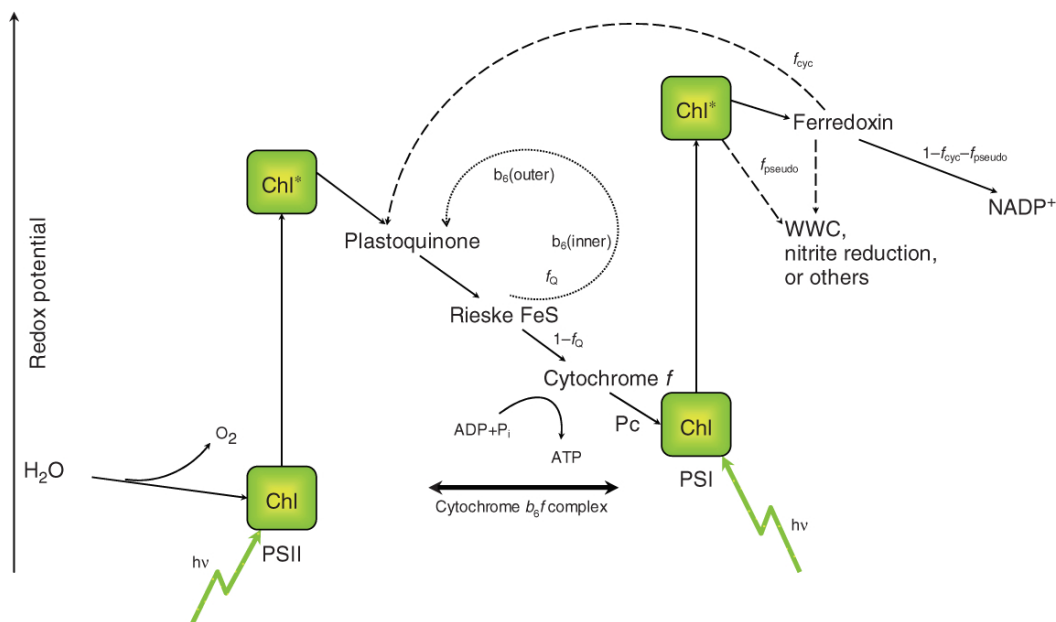 Redox potential
f_cyc
Chl*
Ferredoxin
1–f_cyc–f_pseudo
NADP+
f_pseudo
WWC,
nitrite reduction,
or others
Chl*
b₆(outer)
Plastoquinone
b₆(inner)
f_Q
Rieske FeS
1–f_Q
Cytochrome f
Pc
Chl
PSI
hν
ADP+Pᵢ
ATP
Cytochrome b₆f complex
H₂O
O₂
Chl
PSII
hν